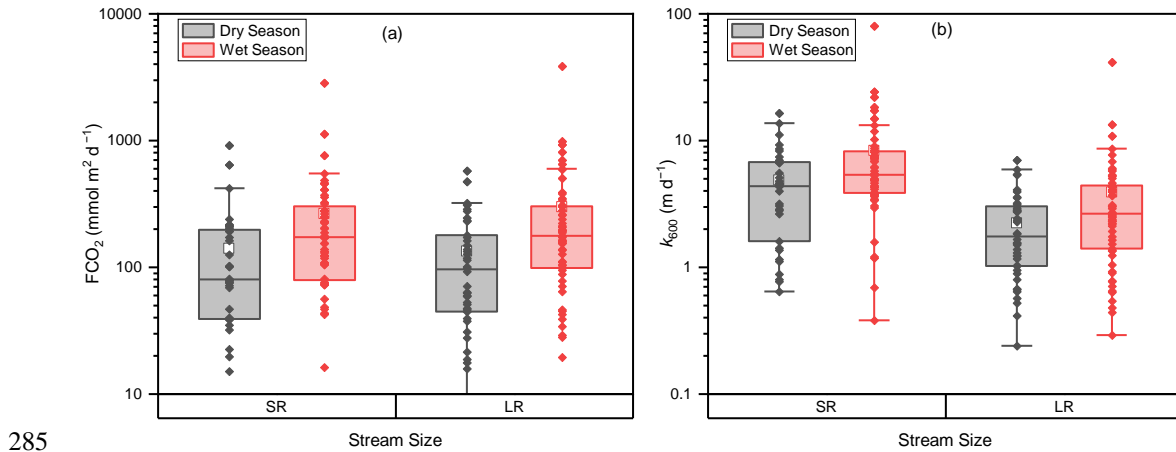 10000
1000
100
10
FCO₂ (mmol m² d⁻¹)
Dry Season
Wet Season
(a)
SR
LR
Stream Size
100
10
1
0.1
k₆₀₀ (m d⁻¹)
Dry Season
Wet Season
(b)
SR
LR
Stream Size
285